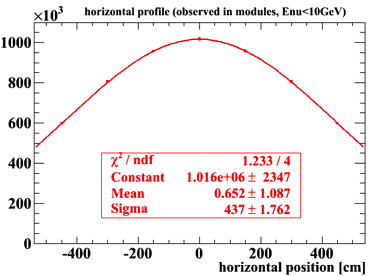 horizontal profile (observed in modules, Enu<10GeV)
×10³
1000
800
600
400
200
0
χ² / ndf 1.233 / 4
Constant 1.016e+06 ± 2347
Mean 0.652 ± 1.087
Sigma 437 ± 1.762
-400 -200 0 200 400
horizontal position [cm]